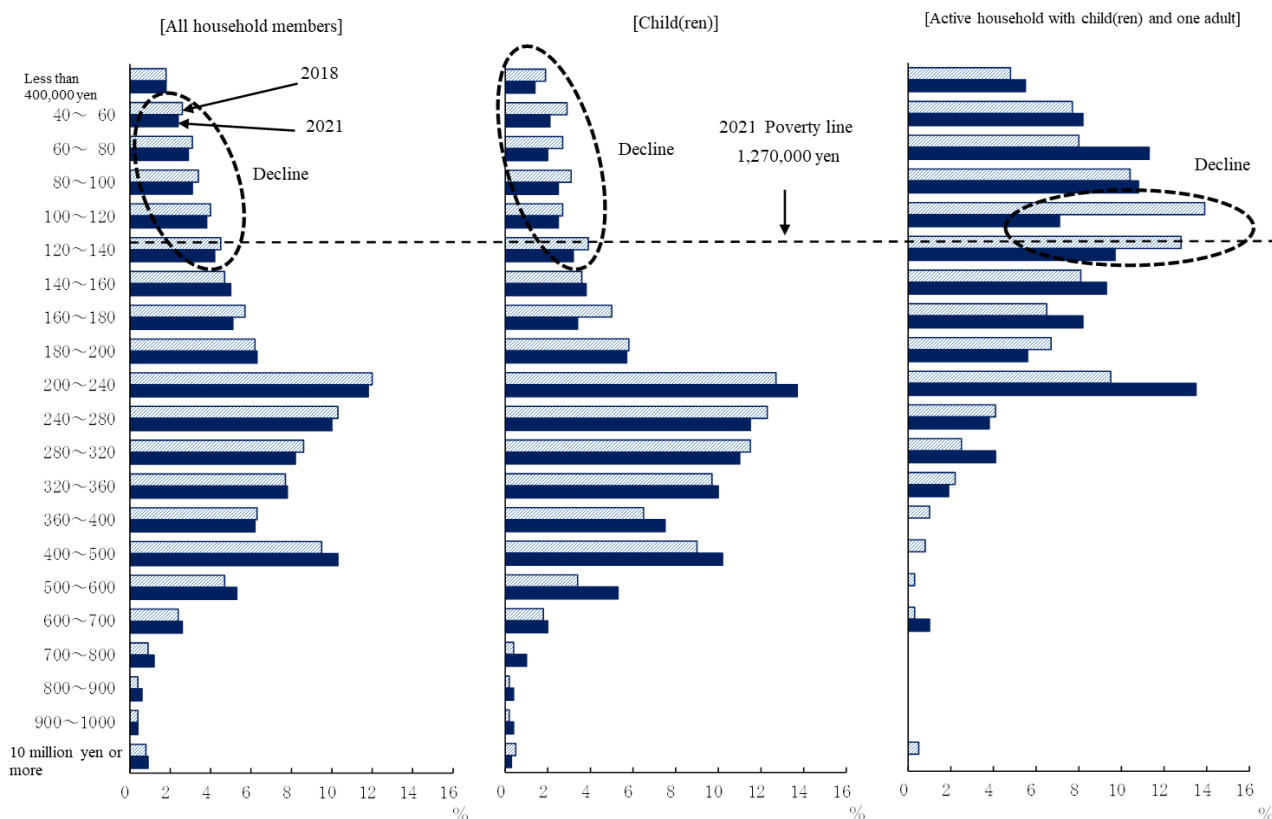 [All household members]
[Child(ren)]
[Active household with child(ren) and one adult]
Less than
400,000 yen
40～ 60
60～ 80
80～100
100～120
120～140
140～160
160～180
180～200
200～240
240～280
280～320
320～360
360～400
400～500
500～600
600～700
700～800
800～900
900～1000
10 million yen or
more
2018
2021
Decline
Decline
2021 Poverty line
1,270,000 yen
Decline
0 2 4 6 8 10 12 14 16
%
0 2 4 6 8 10 12 14 16
%
0 2 4 6 8 10 12 14 16
%